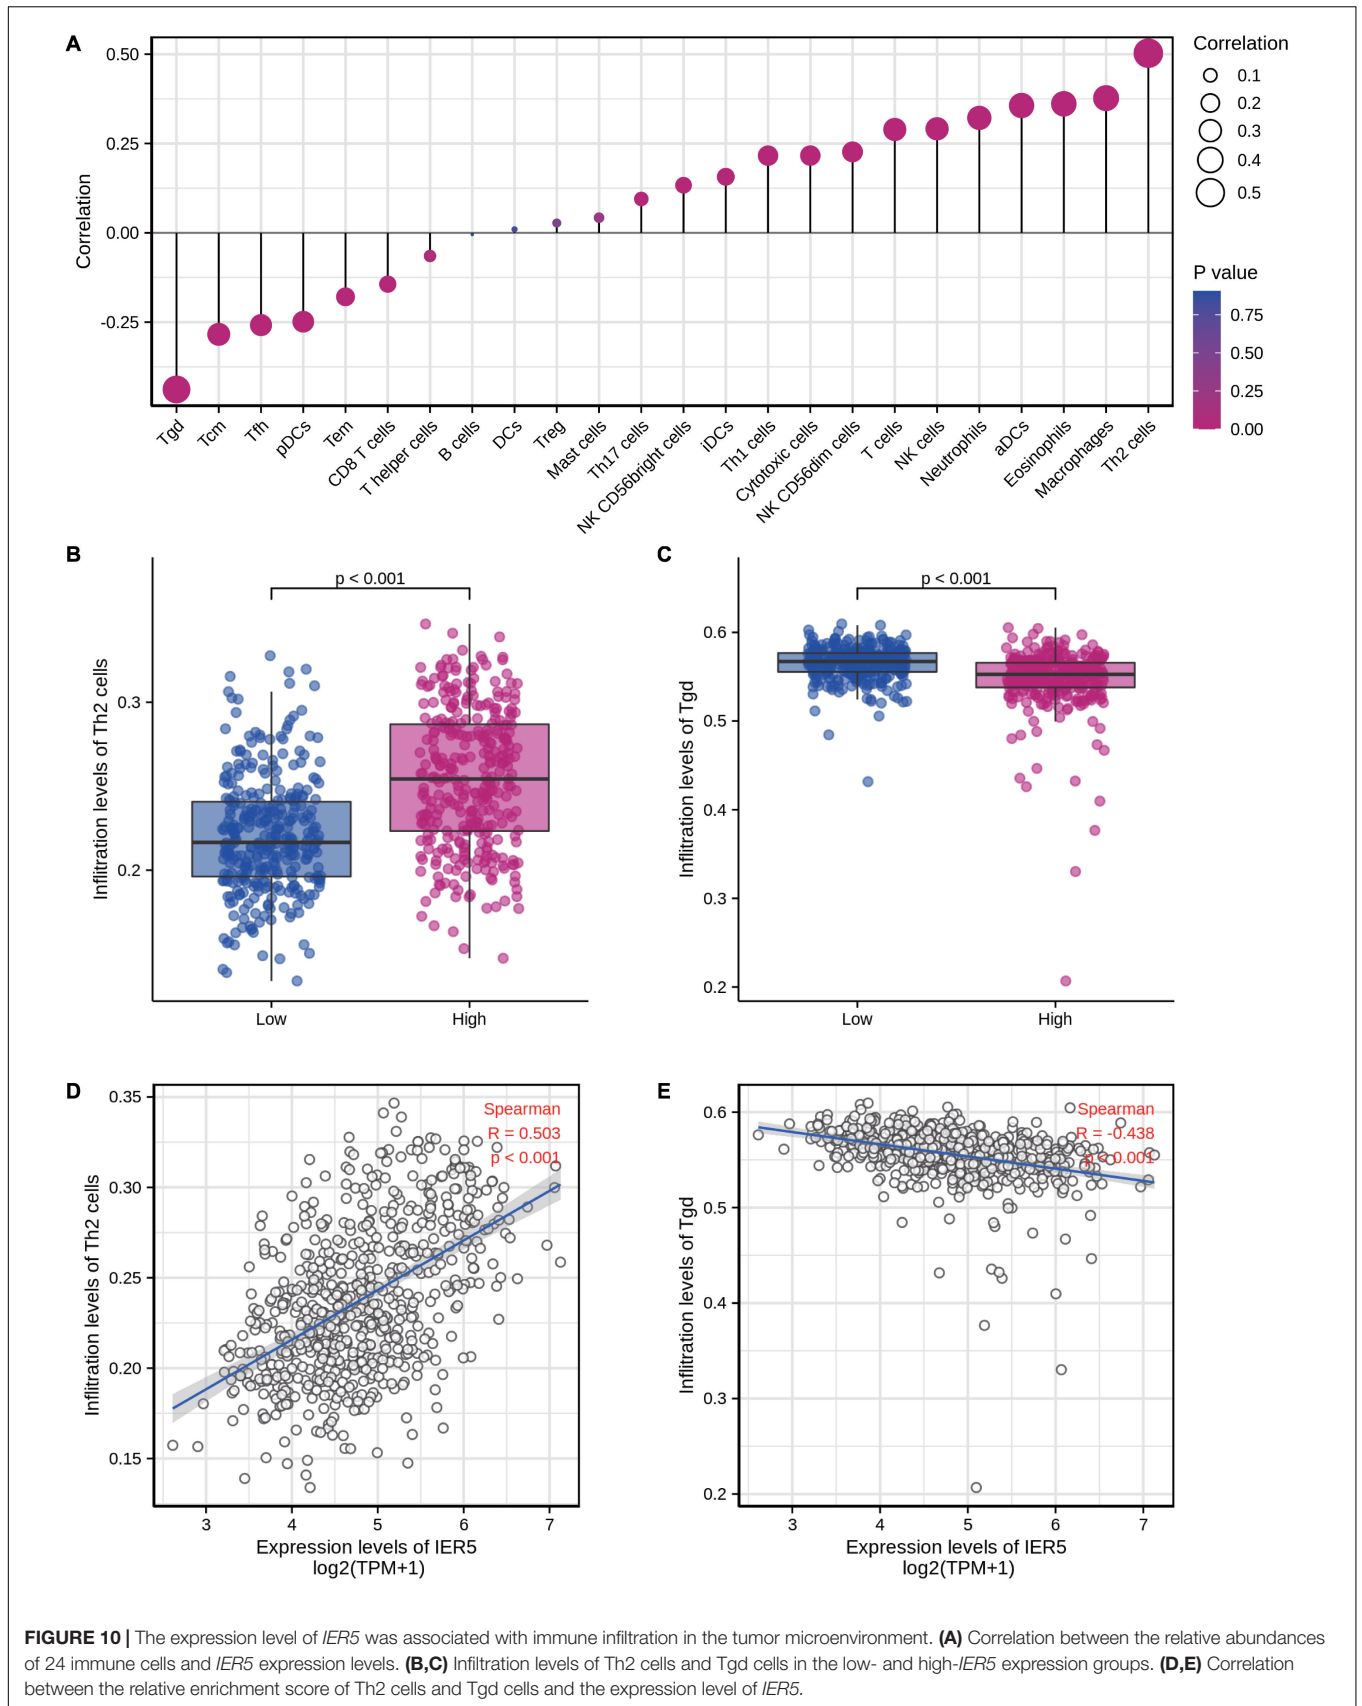 A
Correlation
0.50
0.25
0.00
-0.25
Tgd
Tcm
Tfh
pDCs
Tem
CD8 T cells
T helper cells
B cells
DCs
Treg
Mast cells
Th17 cells
NK CD56bright cells
iDCs
Th1 cells
Cytotoxic cells
NK CD56dim cells
T cells
NK cells
Neutrophils
aDCs
Eosinophils
Macrophages
Th2 cells
Correlation
0.1
0.2
0.3
0.4
0.5
P value
0.75
0.50
0.25
0.00
B
p < 0.001
Inflitration levels of Th2 cells
0.3
0.2
Low
High
C
p < 0.001
Inflitration levels of Tgd
0.6
0.5
0.4
0.3
0.2
Low
High
D
Spearman
R = 0.503
p < 0.001
Inflitration levels of Th2 cells
0.35
0.30
0.25
0.20
0.15
3
4
5
6
7
Expression levels of IER5
log2(TPM+1)
E
Spearman
R = -0.438
p < 0.001
Inflitration levels of Tgd
0.6
0.5
0.4
0.3
0.2
3
4
5
6
7
Expression levels of IER5
log2(TPM+1)
FIGURE 10 | The expression level of IER5 was associated with immune infiltration in the tumor microenvironment. (A) Correlation between the relative abundances
of 24 immune cells and IER5 expression levels. (B,C) Infiltration levels of Th2 cells and Tgd cells in the low- and high-IER5 expression groups. (D,E) Correlation
between the relative enrichment score of Th2 cells and Tgd cells and the expression level of IER5.